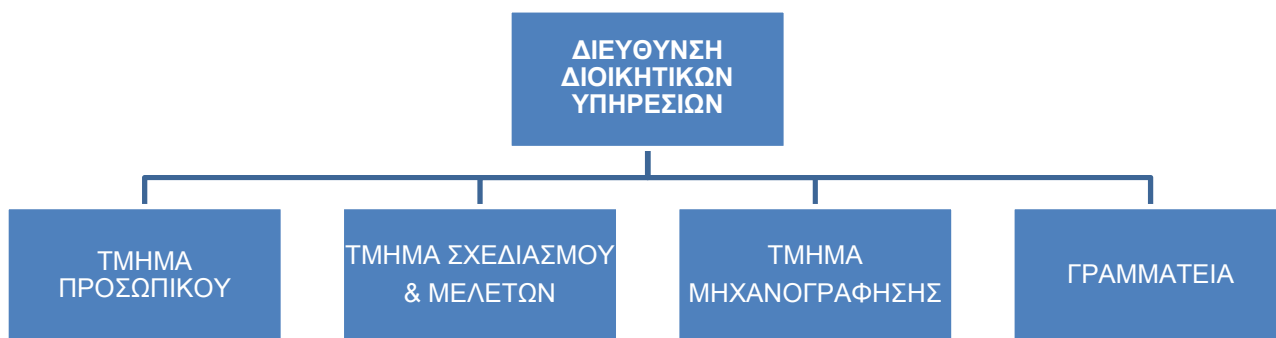 ΔΙΕΥΘΥΝΣΗ
ΔΙΟΙΚΗΤΙΚΩΝ
ΥΠΗΡΕΣΙΩΝ
ΤΜΗΜΑ
ΠΡΟΣΩΠΙΚΟΥ
ΤΜΗΜΑ ΣΧΕΔΙΑΣΜΟΥ
& ΜΕΛΕΤΩΝ
ΤΜΗΜΑ
ΜΗΧΑΝΟΓΡΑΦΗΣΗΣ
ΓΡΑΜΜΑΤΕΙΑ